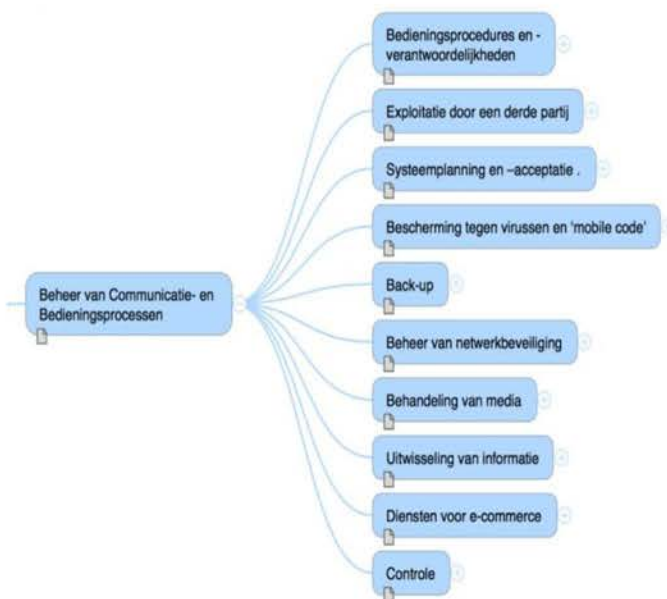 Bedieningsprocedures en -
verantwoordelijkheden
Exploitatie door een derde partij
Systeemplanning en –acceptatie .
Bescherming tegen virussen en ‘mobile code’
Beheer van Communicatie- en
Bedieningsprocessen
Back-up
Beheer van netwerkbeveiliging
Behandeling van media
Uitwisseling van informatie
Diensten voor e-commerce
Controle